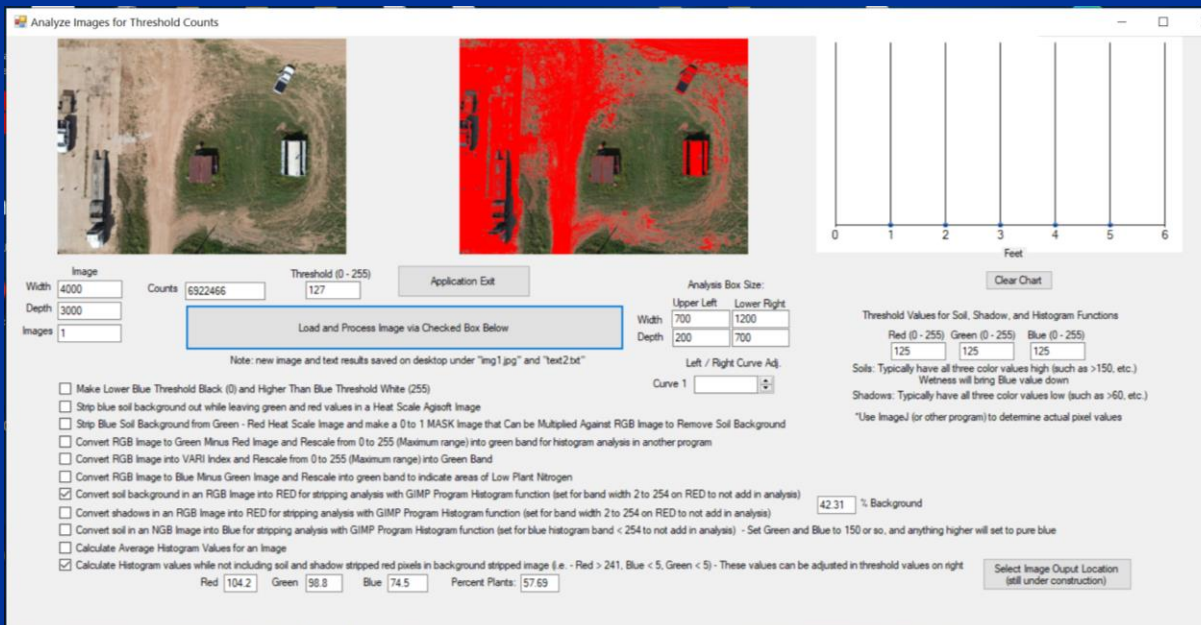 Analyze Images for Threshold Counts
0 1 2 3 4 5 6
Feet
Clear Chart
Image
Width 4000
Depth 3000
Images 1
Counts 6922466
Threshold (0 - 255)
127
Application Exit
Load and Process Image via Checked Box Below
Note: new image and text results saved on desktop under "img1.jpg" and "text2.txt"
Analysis Box Size:
Upper Left Lower Right
Width 700 1200
Depth 200 700
Left / Right Curve Adj.
Curve 1
Threshold Values for Soil, Shadow, and Histogram Functions
Red (0 - 255) Green (0 - 255) Blue (0 - 255)
125 125 125
Soils: Typically have all three color values high (such as >150, etc.)
Wetness will bring Blue value down
Shadows: Typically have all three color values low (such as >60, etc.)
*Use ImageJ (or other program) to determine actual pixel values
Make Lower Blue Threshold Black (0) and Higher Than Blue Threshold White (255)
Strip blue soil background out while leaving green and red values in a Heat Scale Agisoft Image
Strip Blue Soil Background from Green - Red Heat Scale Image and make a 0 to 1 MASK Image that Can be Multiplied Against RGB Image to Remove Soil Background
Convert RGB Image to Green Minus Red Image and Rescale from 0 to 255 (Maximum range) into green band for histogram analysis in another program
Convert RGB Image into VARI Index and Rescale from 0 to 255 (Maximum range) into Green Band
Convert RGB Image to Blue Minus Green Image and Rescale into green band to indicate areas of Low Plant Nitrogen
Convert soil background in an RGB Image into RED for stripping analysis with GIMP Program Histogram function (set for band width 2 to 254 on RED to not add in analysis)
42.31 % Background
Convert shadows in an RGB Image into RED for stripping analysis with GIMP Program Histogram function (set for band width 2 to 254 on RED to not add in analysis)
Convert soil in an NGB Image into Blue for stripping analysis with GIMP Program Histogram function (set for blue histogram band < 254 to not add in analysis) - Set Green and Blue to 150 or so, and anything higher will set to pure blue
Calculate Average Histogram Values for an Image
Calculate Histogram values while not including soil and shadow stripped red pixels in background stripped image (i.e. - Red > 241, Blue < 5, Green < 5) - These values can be adjusted in threshold values on right
Red 104.2 Green 98.8 Blue 74.5 Percent Plants: 57.69
Select Image Ouput Location
(still under construction)